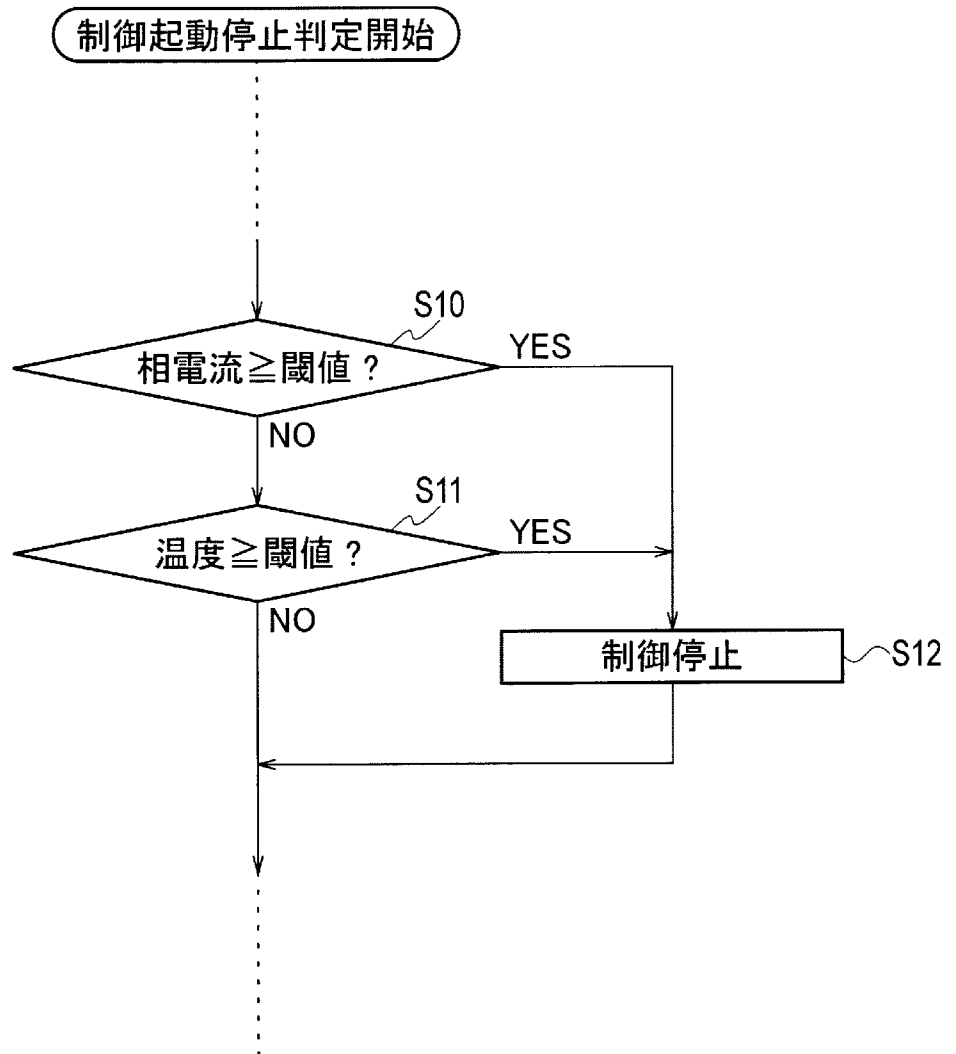 制御起動停止判定開始
S10
相電流≧閾値？
YES
NO
S11
温度≧閾値？
YES
NO
制御停止
S12